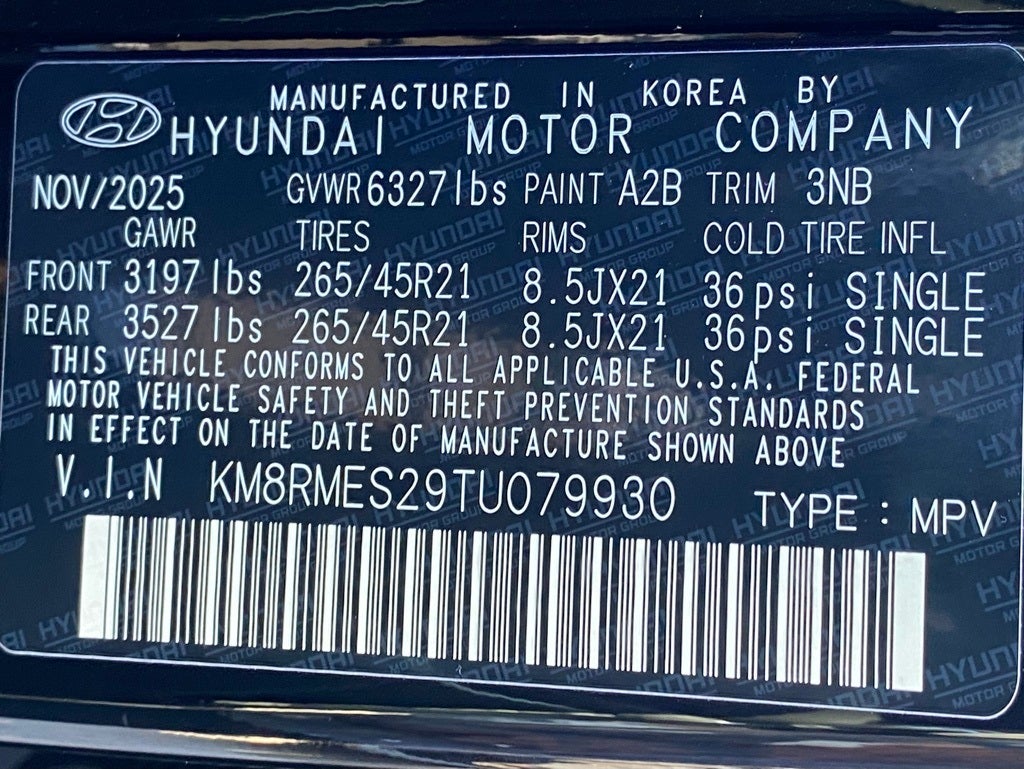 MANUFACTURED IN KOREA BY
HYUNDAI MOTOR COMPANY
NOV/2025 GVWR 6327lbs PAINT A2B TRIM 3NB
GAWR TIRES RIMS COLD TIRE INFL
FRONT 3197lbs 265/45R21 8.5JX21 36psi SINGLE
REAR 3527lbs 265/45R21 8.5JX21 36psi SINGLE
THIS VEHICLE CONFORMS TO ALL APPLICABLE U.S.A. FEDERAL
MOTOR VEHICLE SAFETY AND THEFT PREVENTION STANDARDS
IN EFFECT ON THE DATE OF MANUFACTURE SHOWN ABOVE
V.I.N KM8RMES29TU079930 TYPE : MPV